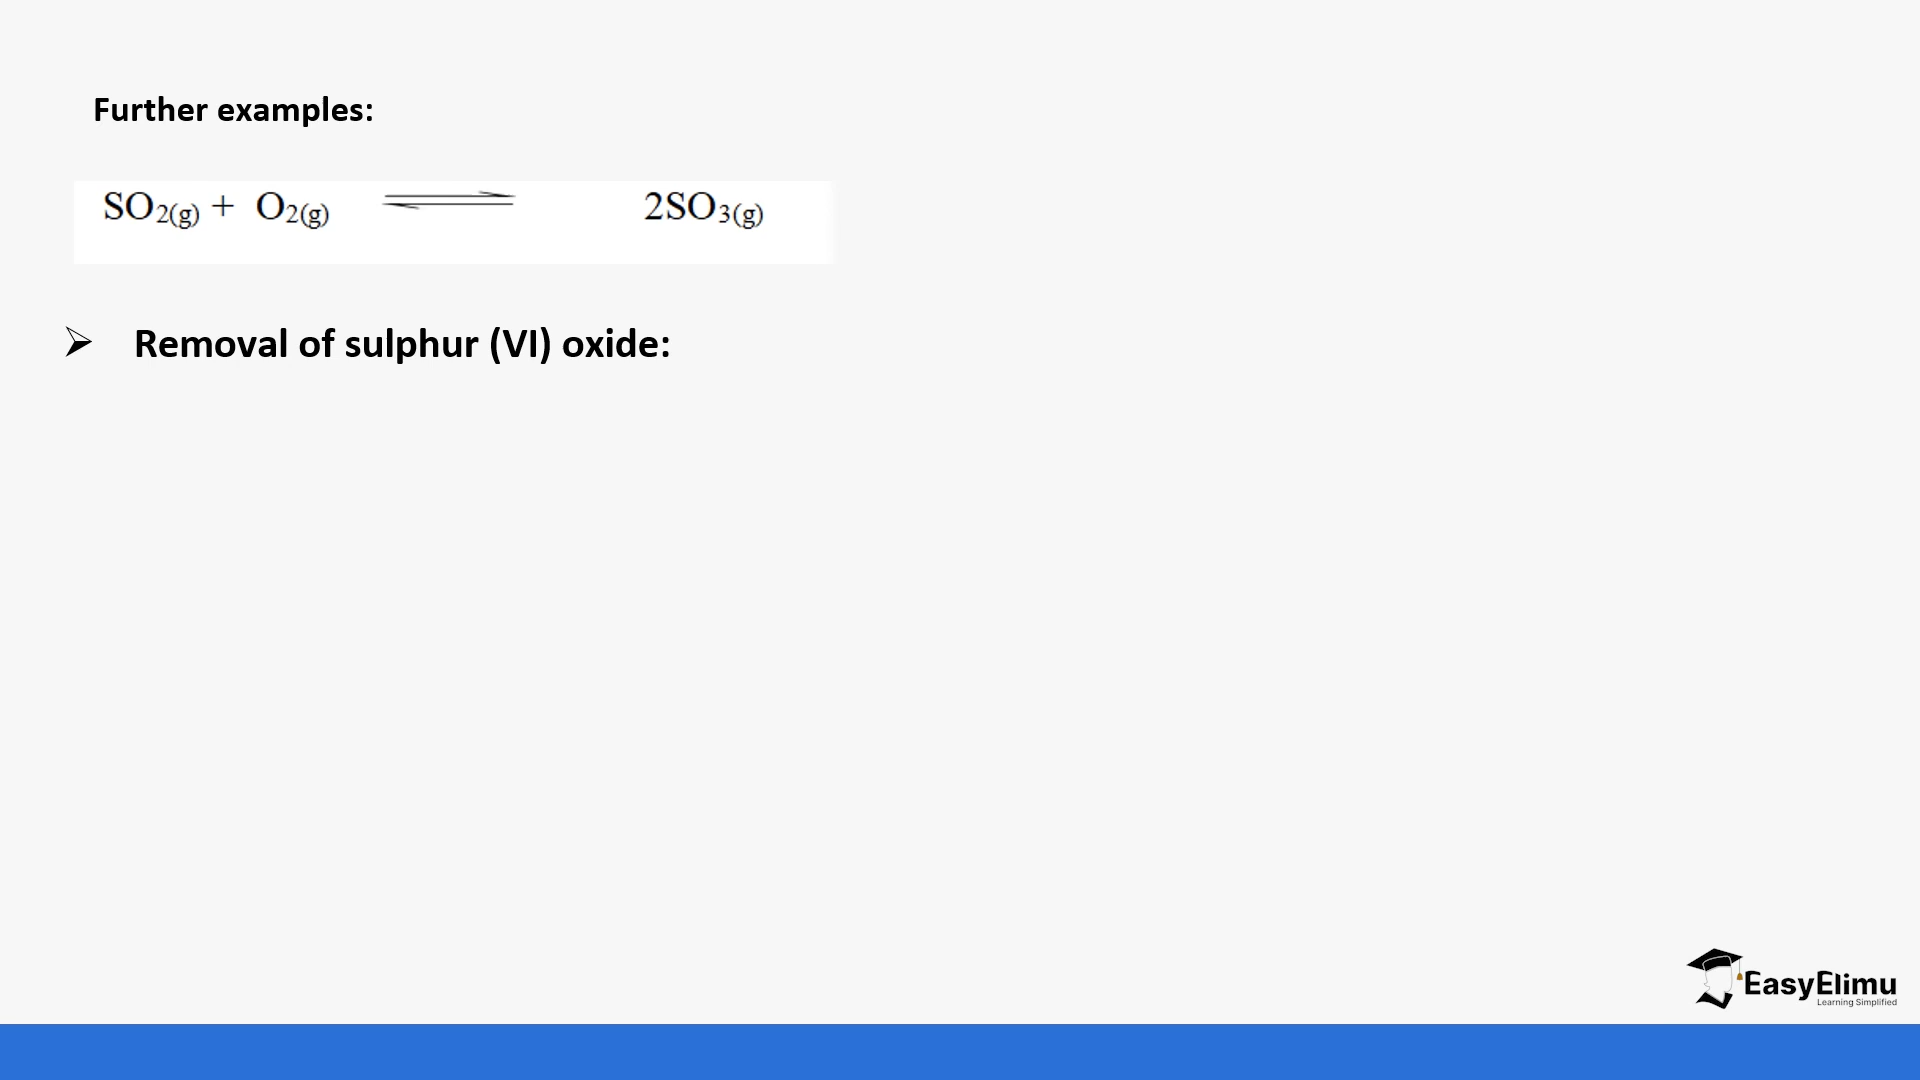 Further examples:
SO2(g) + O2(g) ⇌ 2SO3(g)
➢ Removal of sulphur (VI) oxide:
EasyElimu
Learning Simplified